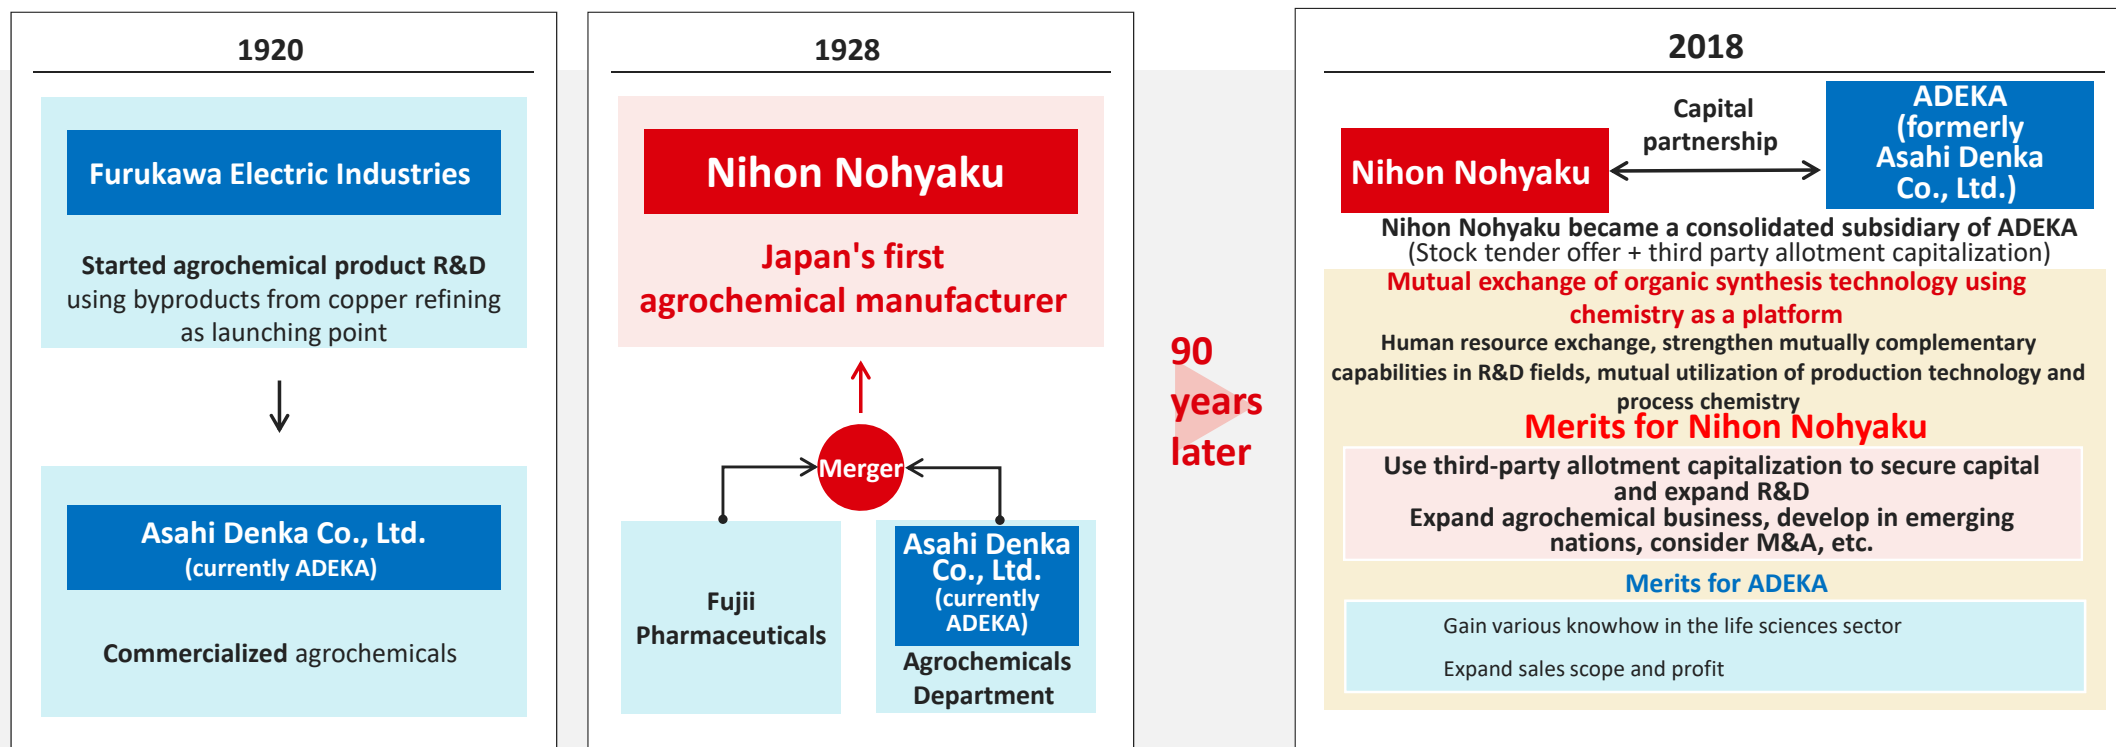 1920
Furukawa Electric Industries
Started agrochemical product R&D
using byproducts from copper refining
as launching point
Asahi Denka Co., Ltd.
(currently ADEKA)
Commercialized agrochemicals
1928
Nihon Nohyaku
Japan's first
agrochemical manufacturer
Merger
Fujii
Pharmaceuticals
Asahi Denka
Co., Ltd.
(currently
ADEKA)
Agrochemicals
Department
90
years
later
2018
Nihon Nohyaku
Capital
partnership
ADEKA
(formerly
Asahi Denka
Co., Ltd.)
Nihon Nohyaku became a consolidated subsidiary of ADEKA
(Stock tender offer + third party allotment capitalization)
Mutual exchange of organic synthesis technology using
chemistry as a platform
Human resource exchange, strengthen mutually complementary
capabilities in R&D fields, mutual utilization of production technology and
process chemistry
Merits for Nihon Nohyaku
Use third-party allotment capitalization to secure capital
and expand R&D
Expand agrochemical business, develop in emerging
nations, consider M&A, etc.
Merits for ADEKA
Gain various knowhow in the life sciences sector
Expand sales scope and profit